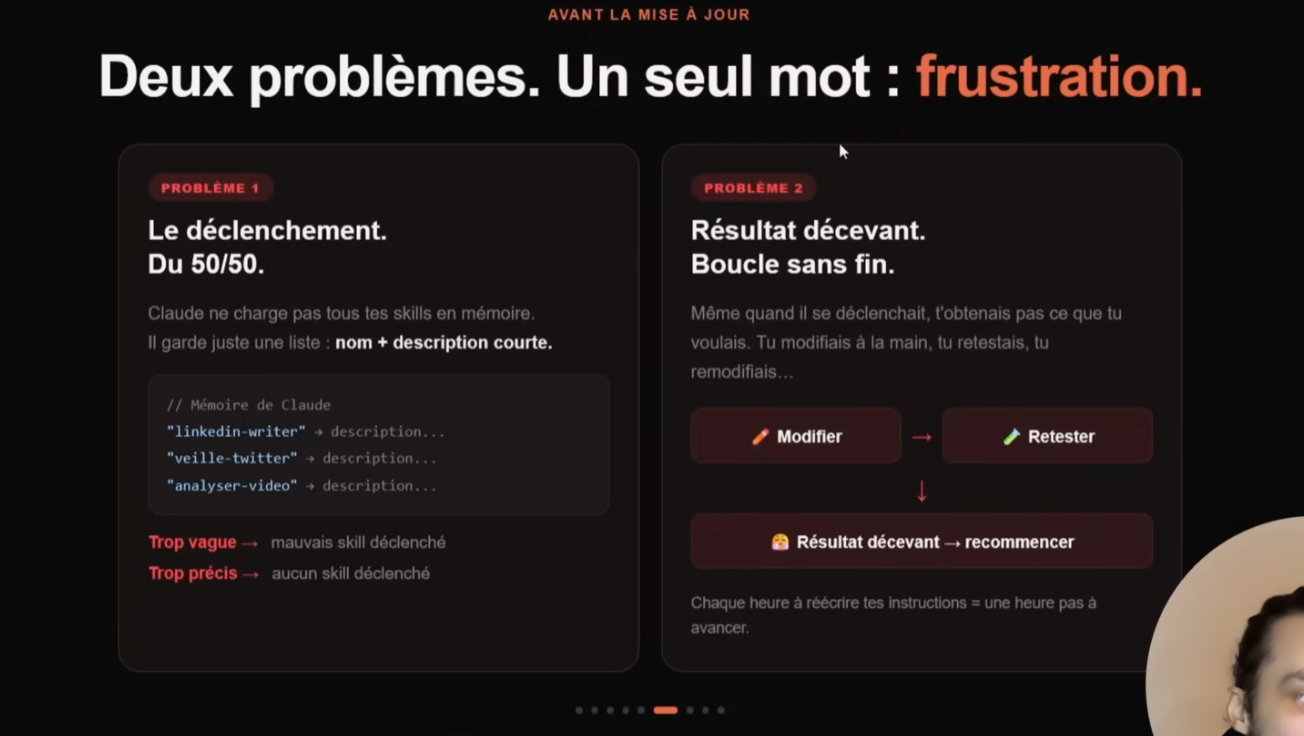 AVANT LA MISE À JOUR
Deux problèmes. Un seul mot : frustration.
PROBLÈME 1
Le déclenchement.
Du 50/50.
Claude ne charge pas tous tes skills en mémoire.
Il garde juste une liste : nom + description courte.
// Mémoire de Claude
"linkedin-writer" → description...
"veille-twitter" → description...
"analyser-video" → description...
Trop vague → mauvais skill déclenché
Trop précis → aucun skill déclenché
PROBLÈME 2
Résultat décevant.
Boucle sans fin.
Même quand il se déclenchait, t'obtenais pas ce que tu
voulais. Tu modifiais à la main, tu retestais, tu
remodifiais…
Modifier → Retester
↓
Résultat décevant → recommencer
Chaque heure à réécrire tes instructions = une heure pas à
avancer.